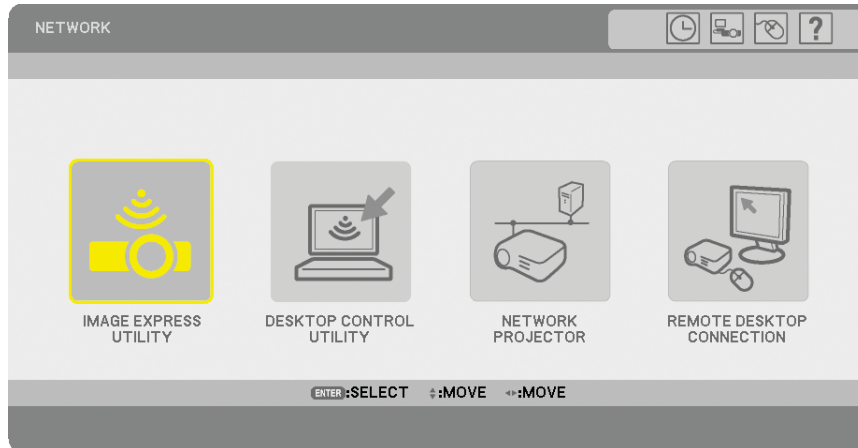 NETWORK
?
IMAGE EXPRESS
UTILITY
DESKTOP CONTROL
UTILITY
NETWORK
PROJECTOR
REMOTE DESKTOP
CONNECTION
ENTER:SELECT :MOVE :MOVE